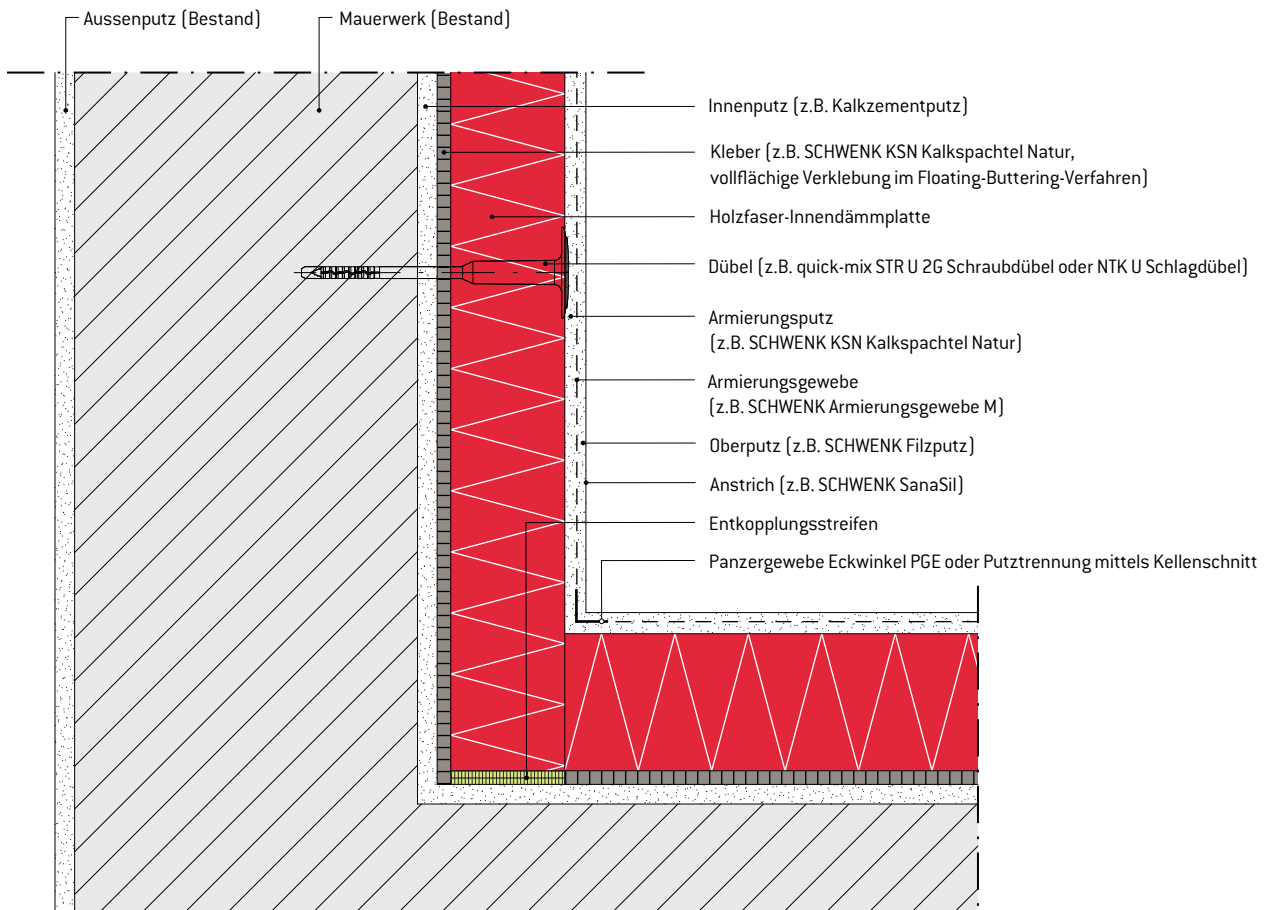 Aussenputz (Bestand)
Mauerwerk (Bestand)
Innenputz (z.B. Kalkzementputz)
Kleber (z.B. SCHWENK KSN Kalkspachtel Natur,
vollflächige Verklebung im Floating-Buttering-Verfahren)
Holzfaser-Innendämmplatte
Dübel (z.B. quick-mix STR U 2G Schraubdübel oder NTK U Schlagdübel)
Armierungsputz
(z.B. SCHWENK KSN Kalkspachtel Natur)
Armierungsgewebe
(z.B. SCHWENK Armierungsgewebe M)
Oberputz (z.B. SCHWENK Filzputz)
Anstrich (z.B. SCHWENK SanaSil)
Entkopplungsstreifen
Panzergewebe Eckwinkel PGE oder Putztrennung mittels Kellenschnitt